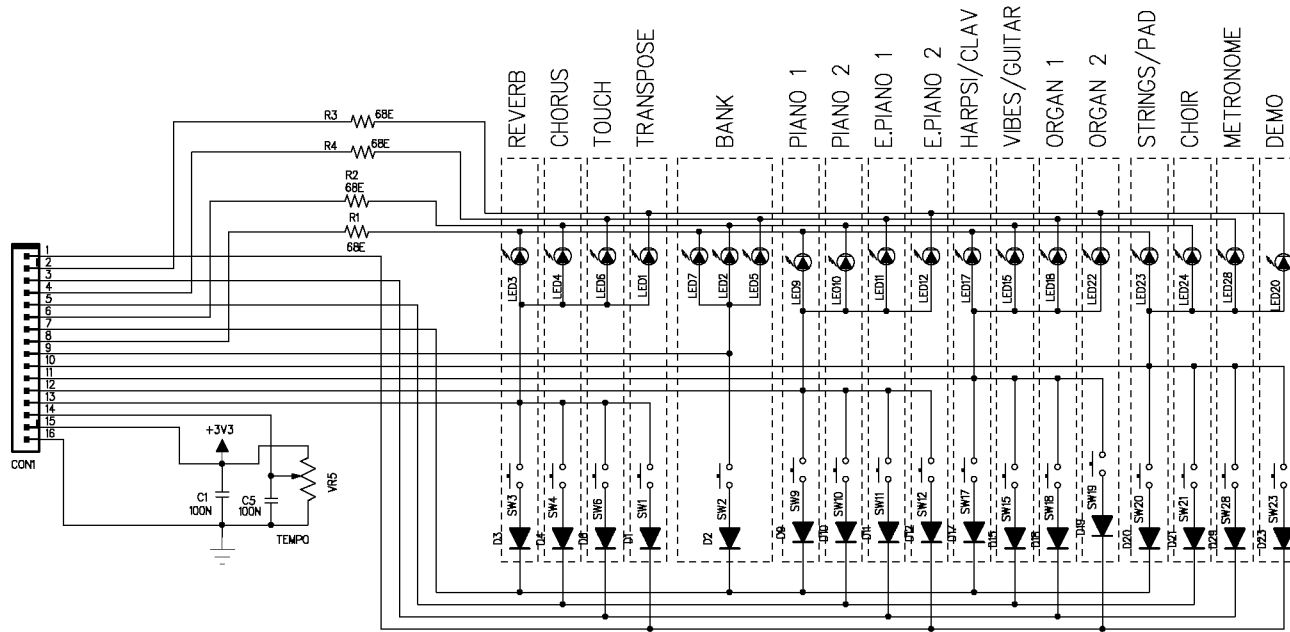 REVERB
CHORUS
TOUCH
TRANSPOSE
BANK
PIANO 1
PIANO 2
E.PIANO 1
E.PIANO 2
HARPSI/CLAV
VIBES/GUITAR
ORGAN 1
ORGAN 2
STRINGS/PAD
CHOIR
METRONOME
DEMO
R3 68E
R4 68E
R2
68E
R1
68E
1
2
3
4
5
6
7
8
9
10
11
12
13
14
15
16
CON1
LED3
LED4
LED6
LED1
LED7
LED2
LED5
LED9
LED10
LED11
LED12
LED17
LED15
LED18
LED22
LED23
LED24
LED28
LED20
+3V3
C1
100N
C5
100N
VR5
TEMPO
SW3
SW4
SW6
SW1
SW2
SW9
SW10
SW11
SW12
SW17
SW15
SW18
SW19
SW20
SW21
SW28
SW23
D3
D4
D6
D1
D2
D9
D10
D11
D12
D17
D15
D18
D19
D20
D21
D28
D23